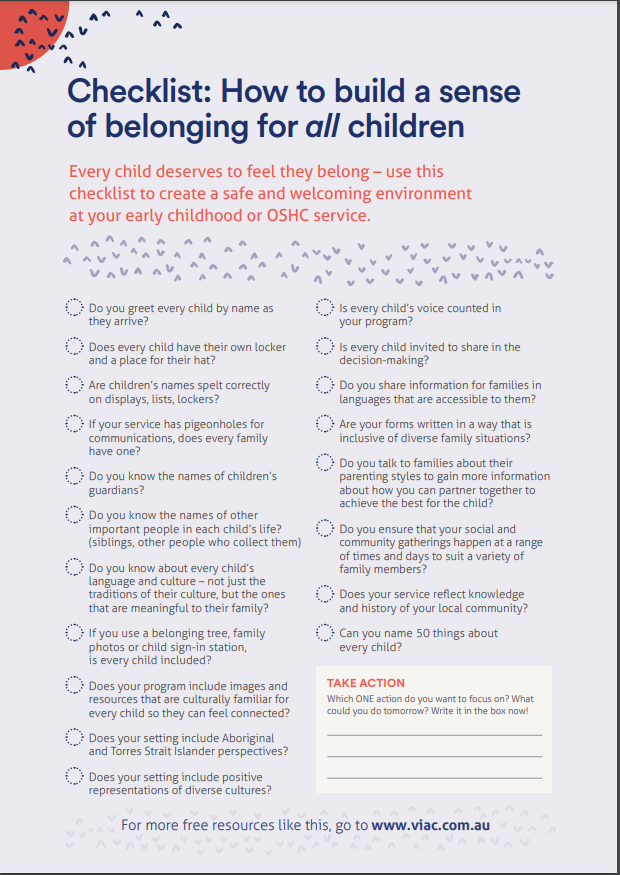 Checklist: How to build a sense
of belonging for all children
Every child deserves to feel they belong – use this
checklist to create a safe and welcoming environment
at your early childhood or OSHC service.
Do you greet every child by name as
they arrive?
Does every child have their own locker
and a place for their hat?
Are children's names spelt correctly
on displays, lists, lockers?
If your service has pigeonholes for
communications, does every family
have one?
Do you know the names of children's
guardians?
Do you know the names of other
important people in each child's life?
(siblings, other people who collect them)
Do you know about every child's
language and culture – not just the
traditions of their culture, but the ones
that are meaningful to their family?
If you use a belonging tree, family
photos or child sign-in station,
is every child included?
Does your program include images and
resources that are culturally familiar for
every child so they can feel connected?
Does your setting include Aboriginal
and Torres Strait Islander perspectives?
Does your setting include positive
representations of diverse cultures?
Is every child's voice counted in
your program?
Is every child invited to share in the
decision-making?
Do you share information for families in
languages that are accessible to them?
Are your forms written in a way that is
inclusive of diverse family situations?
Do you talk to families about their
parenting styles to gain more information
about how you can partner together to
achieve the best for the child?
Do you ensure that your social and
community gatherings happen at a range
of times and days to suit a variety of
family members?
Does your service reflect knowledge
and history of your local community?
Can you name 50 things about
every child?
TAKE ACTION
Which ONE action do you want to focus on? What
could you do tomorrow? Write it in the box now!
For more free resources like this, go to www.viac.com.au